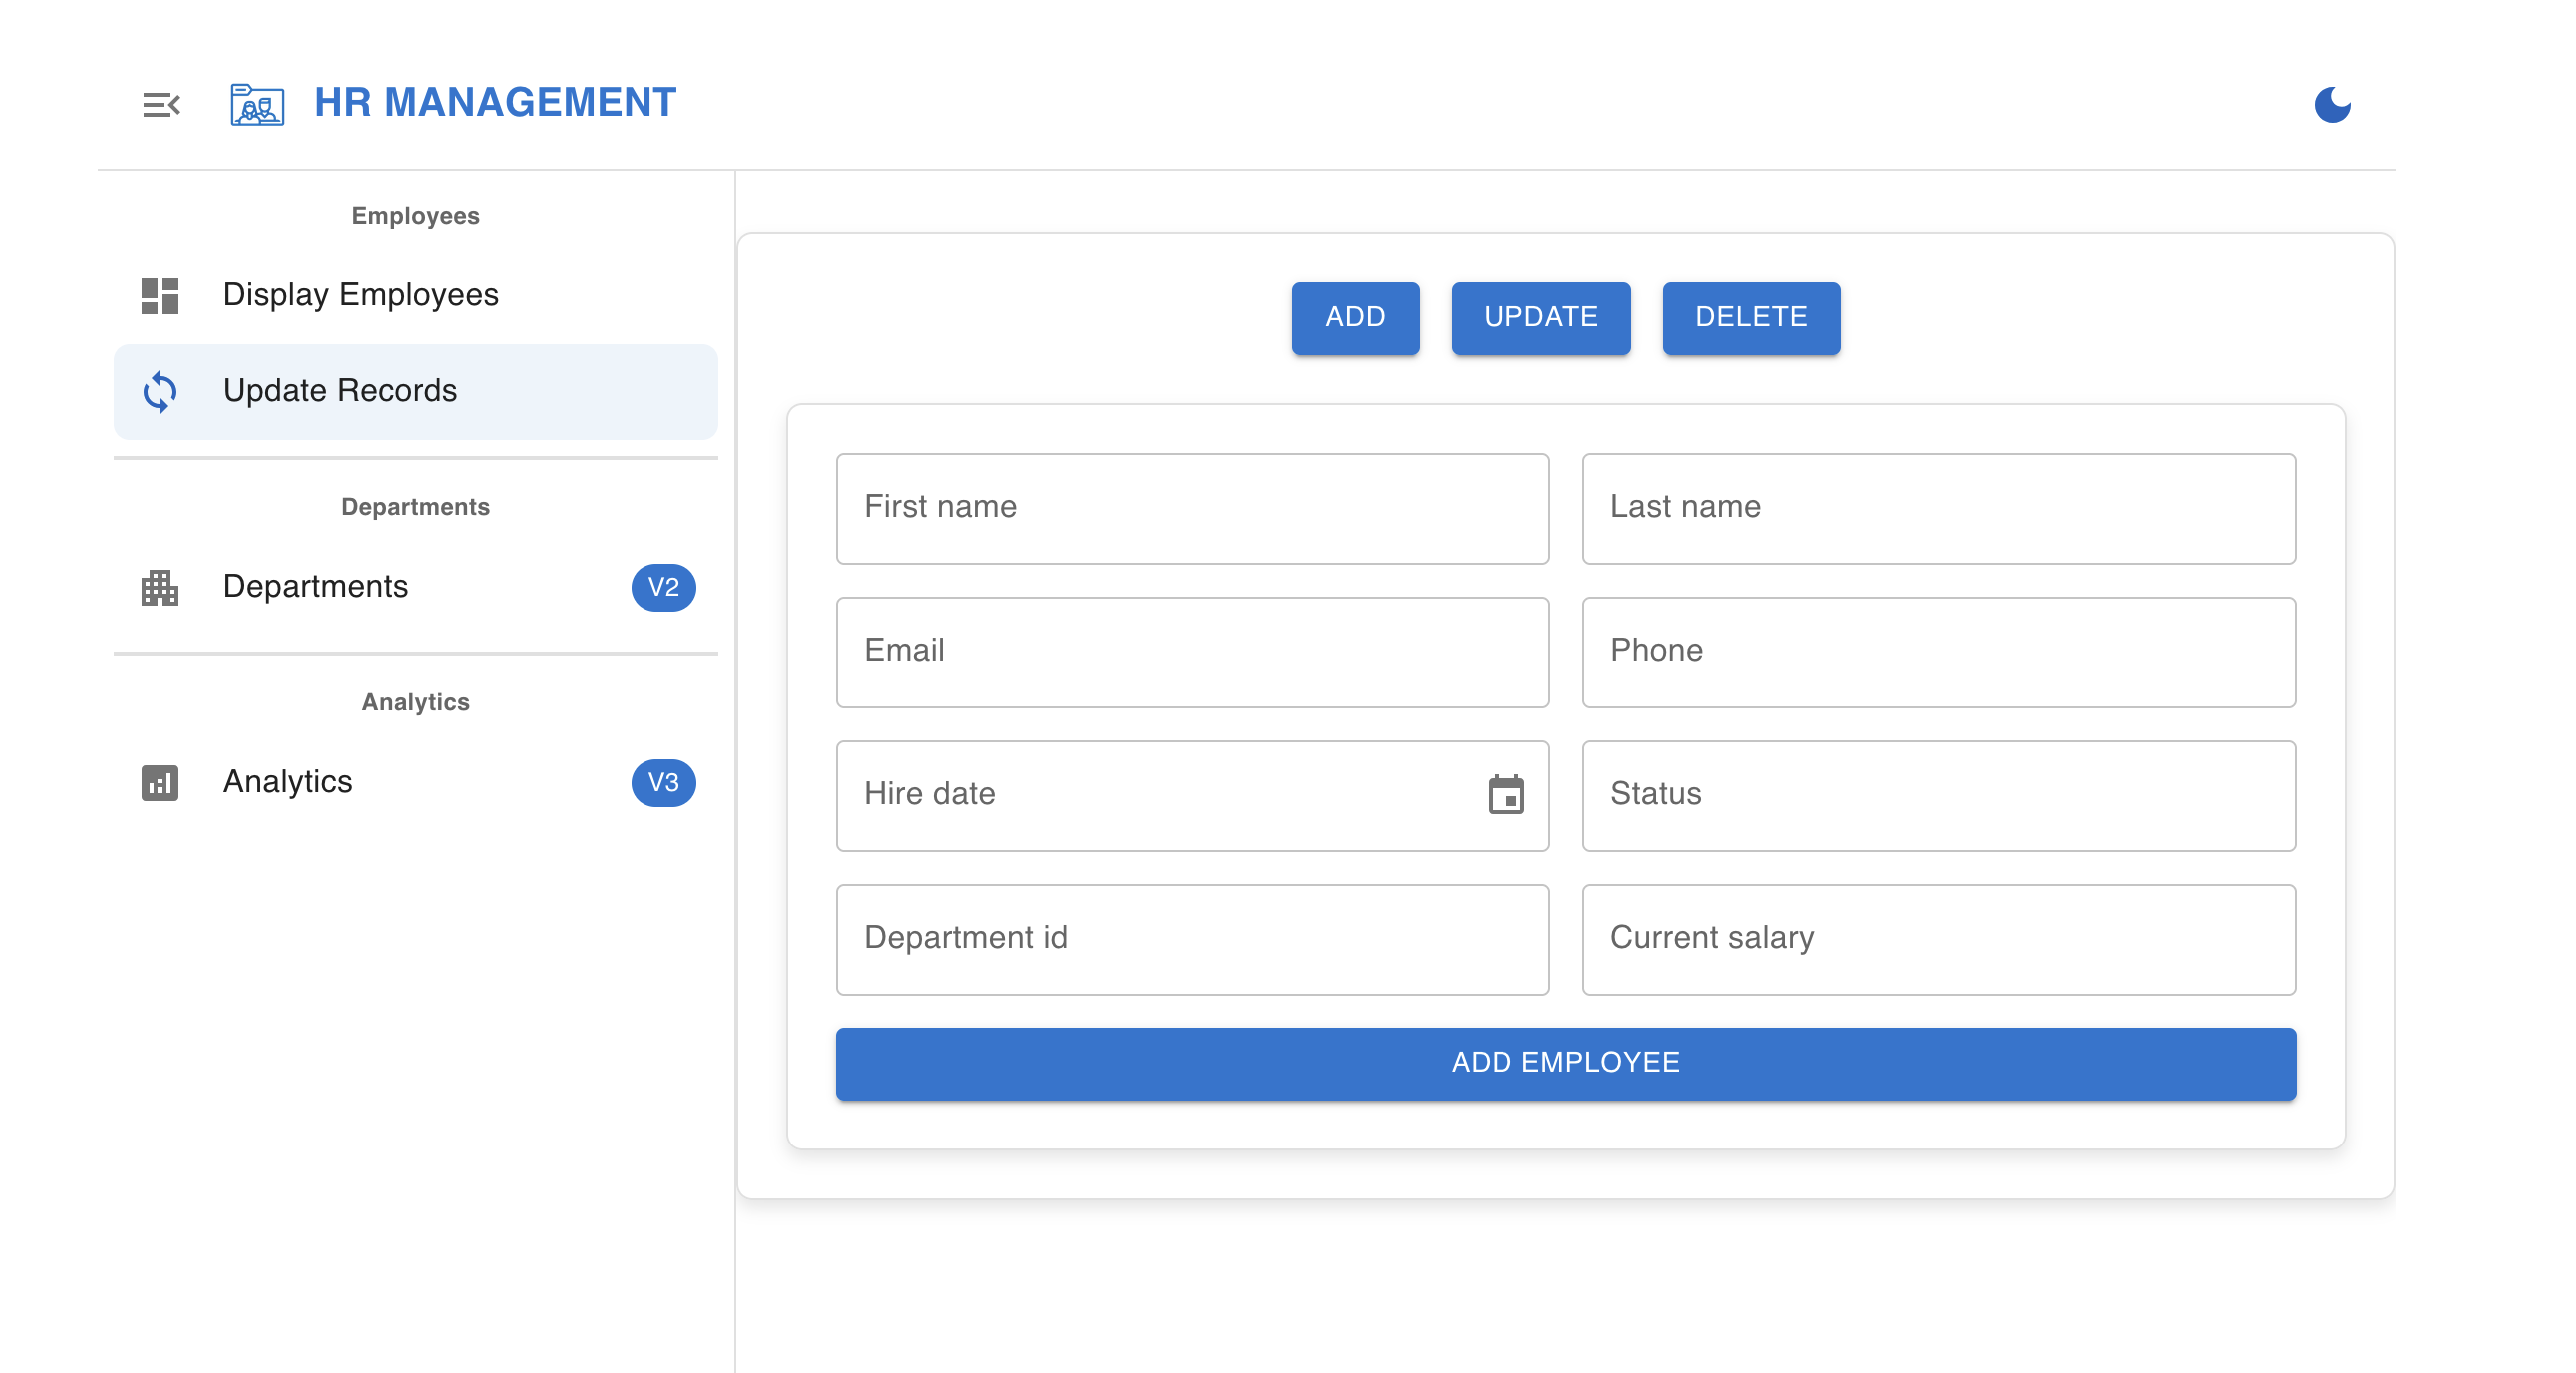 HR MANAGEMENT
Employees
Display Employees
Update Records
Departments
Departments V2
Analytics
Analytics V3
ADD UPDATE DELETE
First name Last name
Email Phone
Hire date Status
Department id Current salary
ADD EMPLOYEE